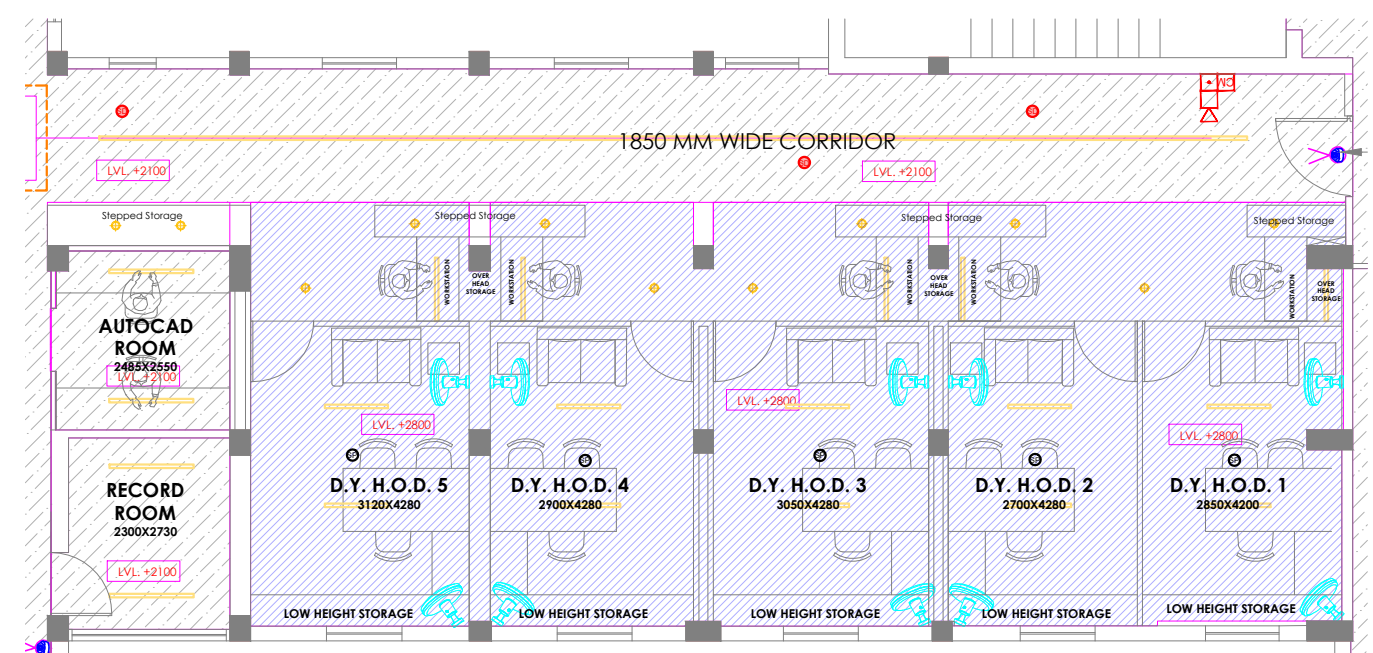 CM
1850 MM WIDE CORRIDOR
LVL. +2100
LVL. +2100
Stepped Storage
Stepped Storage
Stepped Storage
Stepped Storage
WORKSTATION
OVER
HEAD
STORAGE
WORKSTATION
WORKSTATION
OVER
HEAD
STORAGE
WORKSTATION
WORKSTATION
OVER
HEAD
STORAGE
AUTOCAD
ROOM
2485X2550
LVL. +2100
LVL. +2800
LVL. +2800
LVL. +2800
RECORD
ROOM
2300X2730
LVL. +2100
D.Y. H.O.D. 5
3120X4280
D.Y. H.O.D. 4
2900X4280
D.Y. H.O.D. 3
3050X4280
D.Y. H.O.D. 2
2700X4280
D.Y. H.O.D. 1
2850X4200
LOW HEIGHT STORAGE
LOW HEIGHT STORAGE
LOW HEIGHT STORAGE
LOW HEIGHT STORAGE
LOW HEIGHT STORAGE